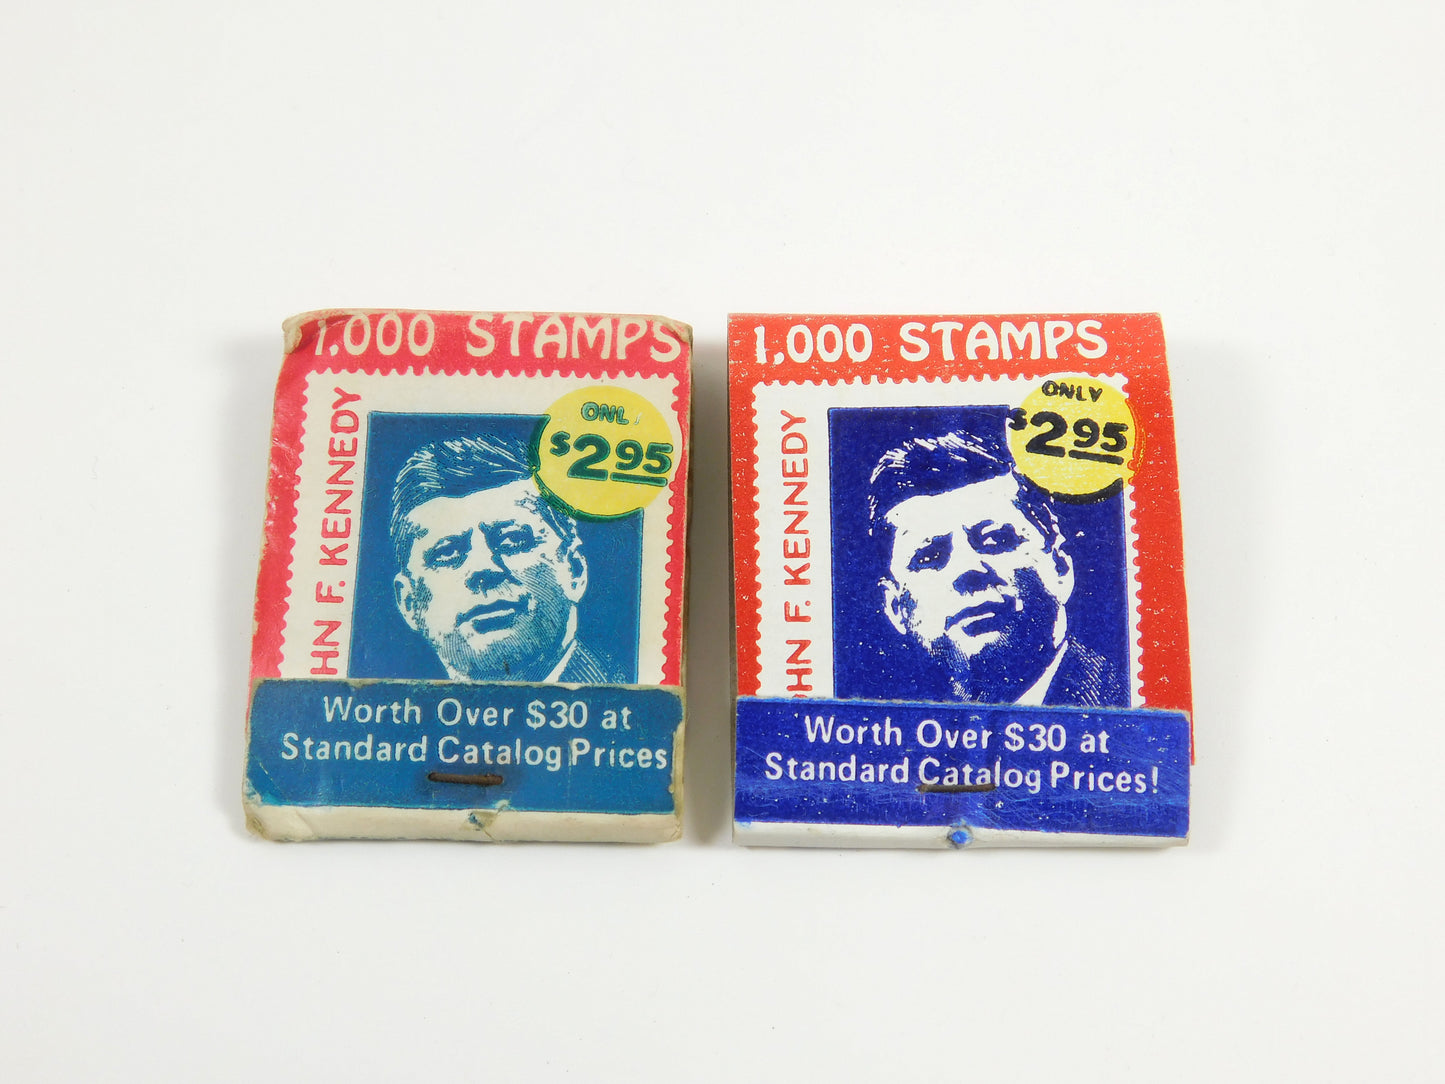 1,000 STAMPS
ONL
$2.95
HN F. KENNEDY
Worth Over $30 at
Standard Catalog Prices
1,000 STAMPS
ONLY
$2.95
OHN F. KENNEDY
Worth Over $30 at
Standard Catalog Prices!